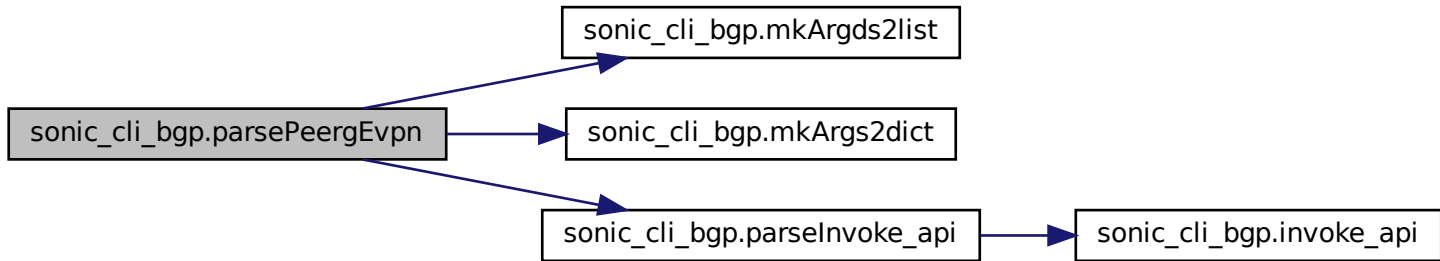 sonic_cli_bgp.mkArgds2list
sonic_cli_bgp.parsePeergEvpn
sonic_cli_bgp.mkArgs2dict
sonic_cli_bgp.parseInvoke_api
sonic_cli_bgp.invoke_api